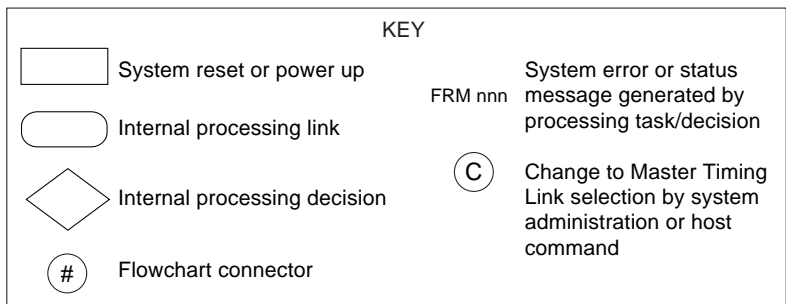 KEY
System reset or power up
Internal processing link
Internal processing decision
# Flowchart connector
FRM nnn
System error or status
message generated by
processing task/decision
C
Change to Master Timing
Link selection by system
administration or host
command